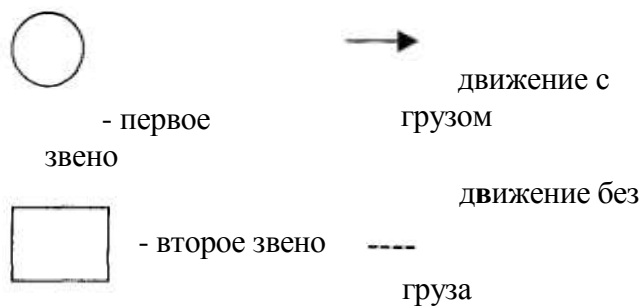 движение с
- первое
грузом
звено
движение без
- второе звено
груза